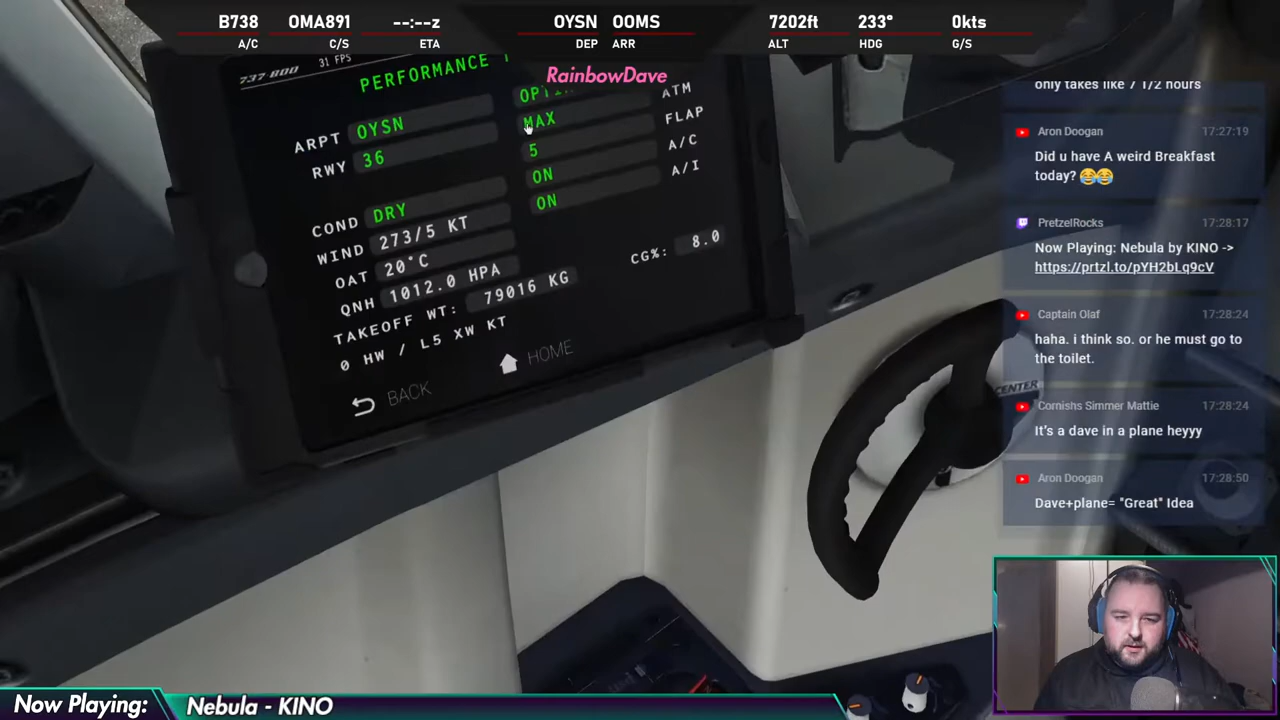 B738
A/C
OMA891
C/S
--:--z
ETA
OYSN
DEP
OOMS
ARR
7202ft
ALT
233°
HDG
0kts
G/S
RainbowDave
737-800
31 FPS
PERFORMANCE
ARPT OYSN
RWY 36
COND DRY
WIND 273/5 KT
OAT 20°C
QNH 1012.0 HPA
TAKEOFF WT: 79016 KG
0 HW / L5 XW KT
MAX ATM
5 FLAP
ON A/C
ON A/I
CG%: 8.0
BACK
HOME
CENTER
only takes like 7 1/2 hours
Aron Doogan 17:27:19
Did u have A weird Breakfast
today? 😂😂
PretzelRocks 17:28:17
Now Playing: Nebula by KINO ->
https://prtzl.to/pYH2bLq9cV
Captain Olaf 17:28:24
haha. i think so. or he must go to
the toilet.
Cornishs Simmer Mattie 17:28:24
It's a dave in a plane heyyy
Aron Doogan 17:28:50
Dave+plane= "Great" Idea
Now Playing: Nebula - KINO